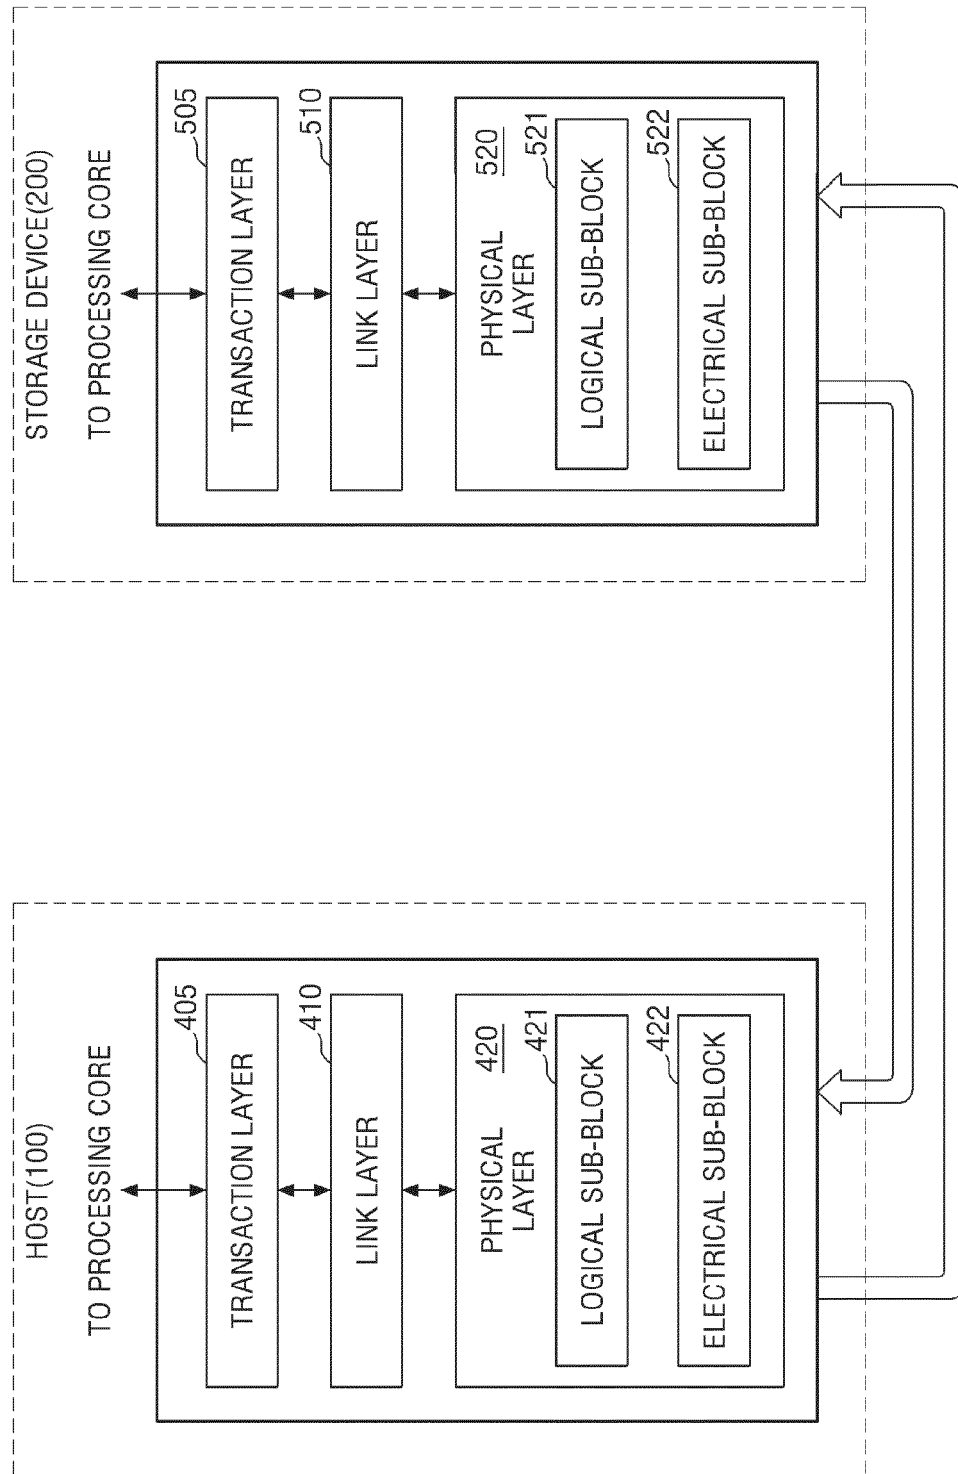 HOST(100)
TO PROCESSING CORE
405
TRANSACTION LAYER
410
LINK LAYER
PHYSICAL
LAYER
420
421
LOGICAL SUB-BLOCK
422
ELECTRICAL SUB-BLOCK
STORAGE DEVICE(200)
TO PROCESSING CORE
505
TRANSACTION LAYER
510
LINK LAYER
PHYSICAL
LAYER
520
521
LOGICAL SUB-BLOCK
522
ELECTRICAL SUB-BLOCK